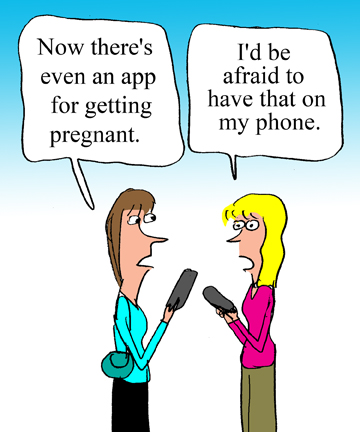 Now there's
even an app
for getting
pregnant.
I'd be
afraid to
have that on
my phone.